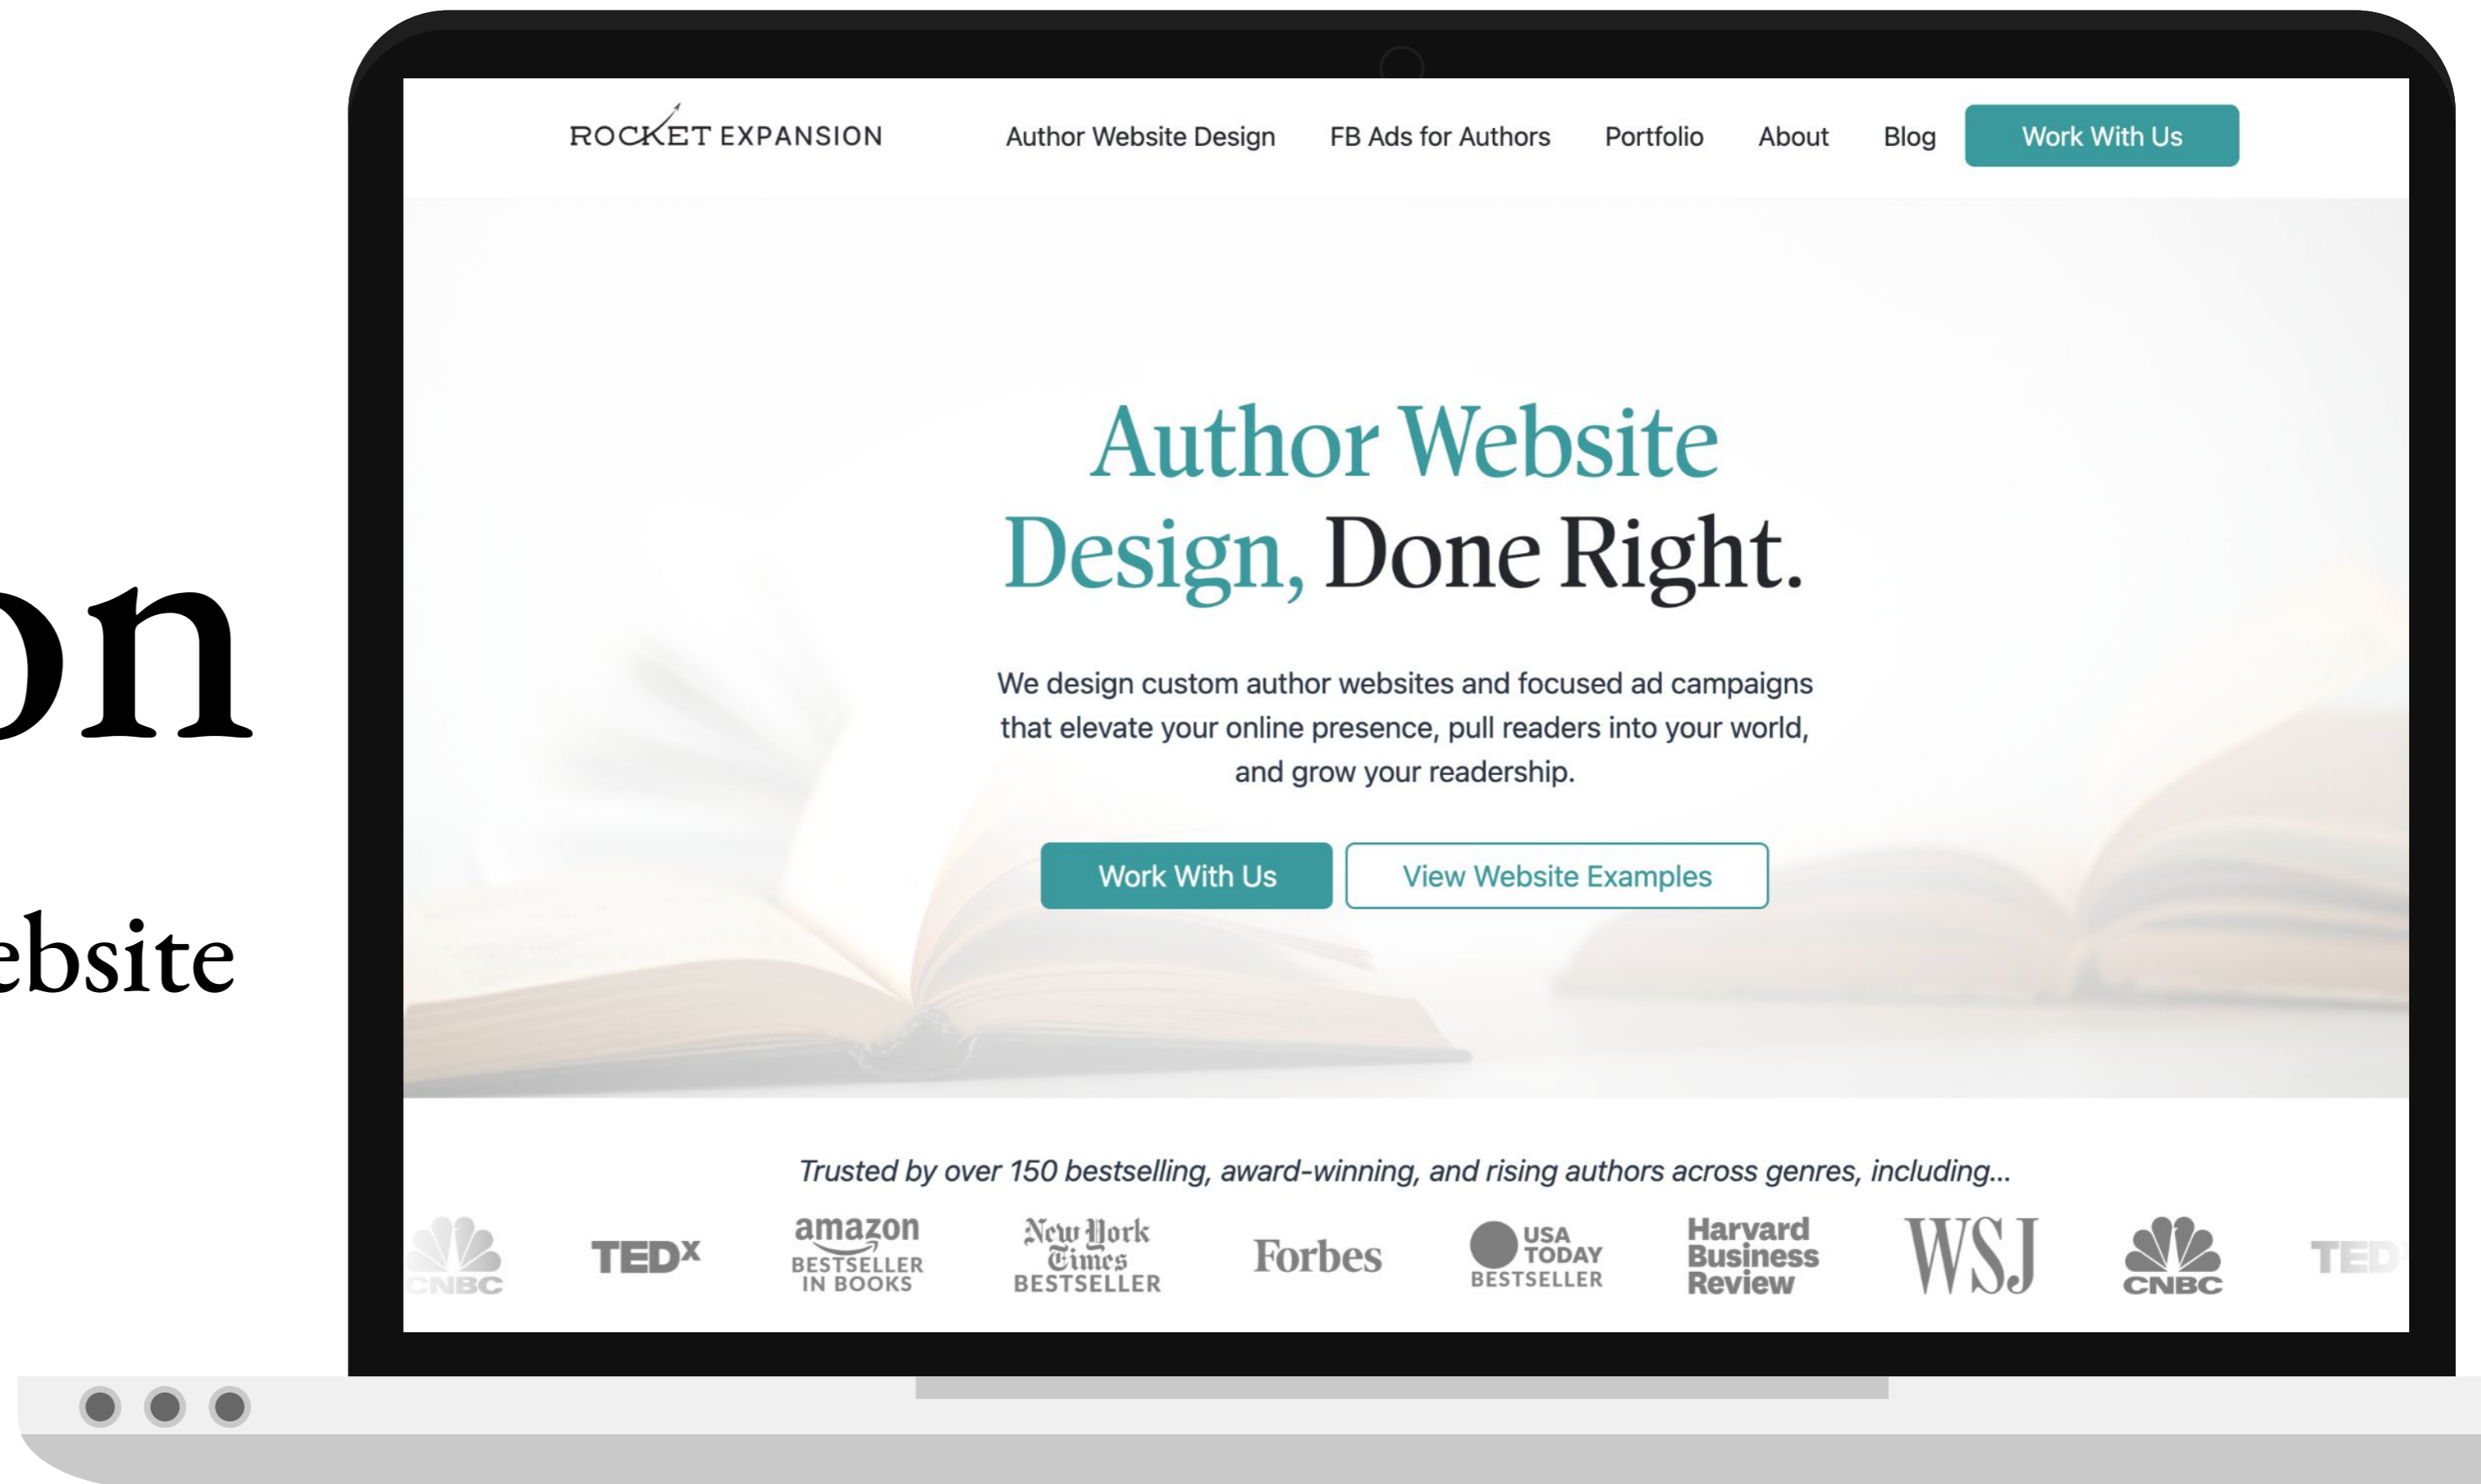 on
ebsite
ROCKET EXPANSION
Author Website Design
FB Ads for Authors
Portfolio
About
Blog
Work With Us
Author Website
Design, Done Right.
We design custom author websites and focused ad campaigns
that elevate your online presence, pull readers into your world,
and grow your readership.
Work With Us
View Website Examples
Trusted by over 150 bestselling, award-winning, and rising authors across genres, including...
CNBC
TEDx
amazon
BESTSELLER
IN BOOKS
New York
Times
BESTSELLER
Forbes
USA
TODAY
BESTSELLER
Harvard
Business
Review
WSJ
CNBC
TED